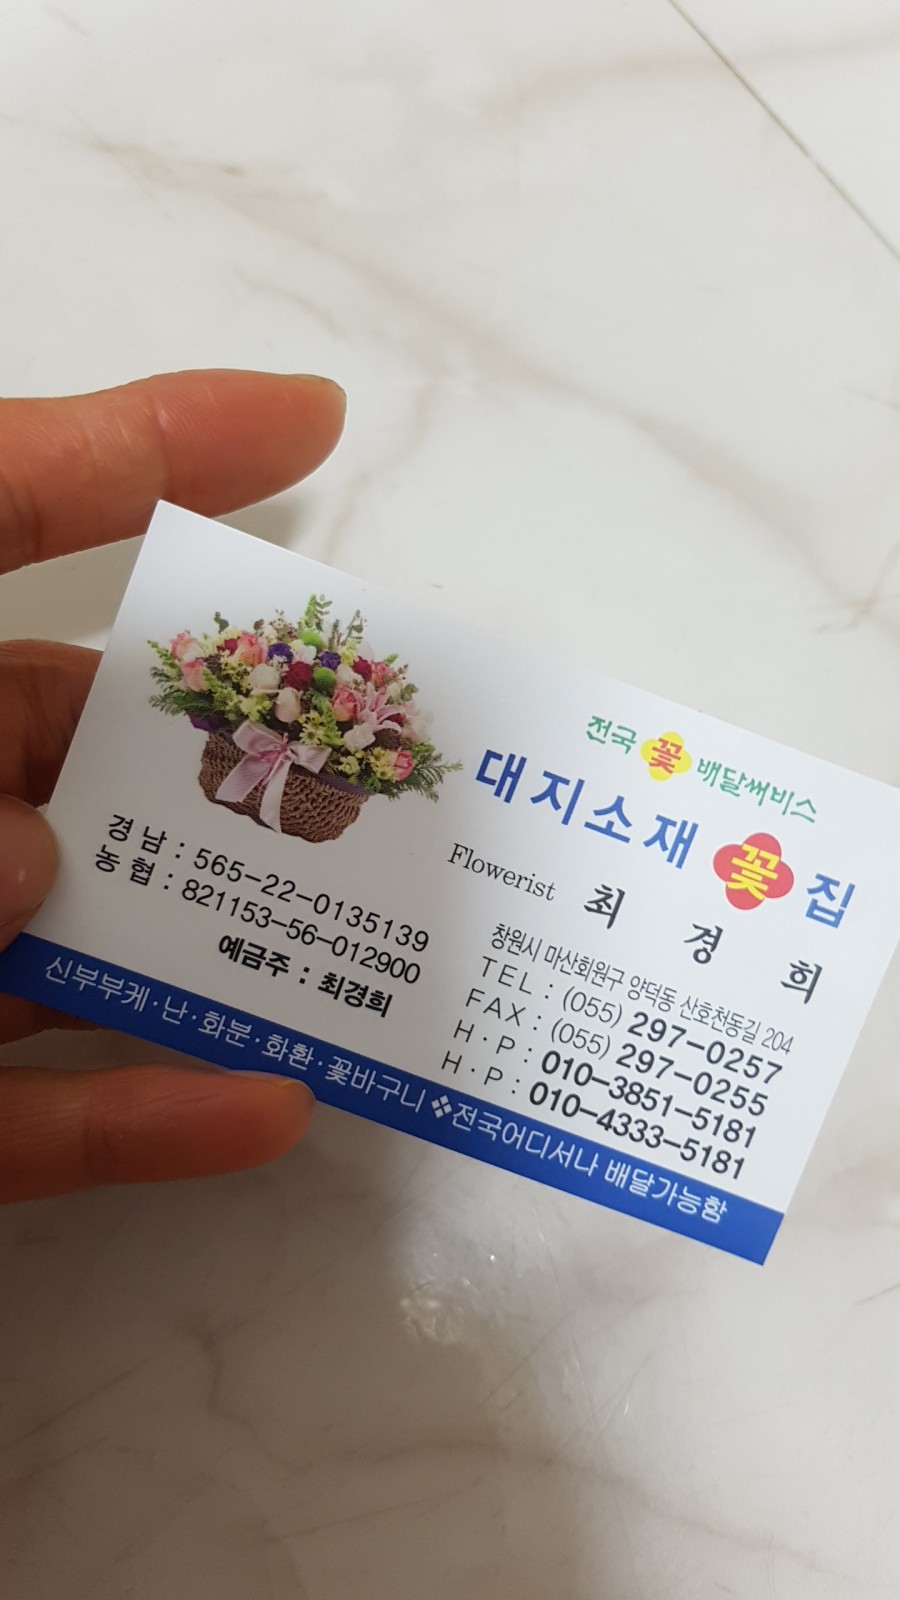 전국 꽃 배달써비스
대지소재 꽃 집
Flowerist 최 경 희
창원시 마산회원구 양덕동 산호천동길 204
TEL : (055) 297-0257
FAX : (055) 297-0255
H·P : 010-3851-5181
H·P : 010-4333-5181
경남 : 565-22-0135139
농협 : 821153-56-012900
예금주 : 최경희
신부부케·난·화분·화환·꽃바구니 ❖전국어디서나 배달가능함